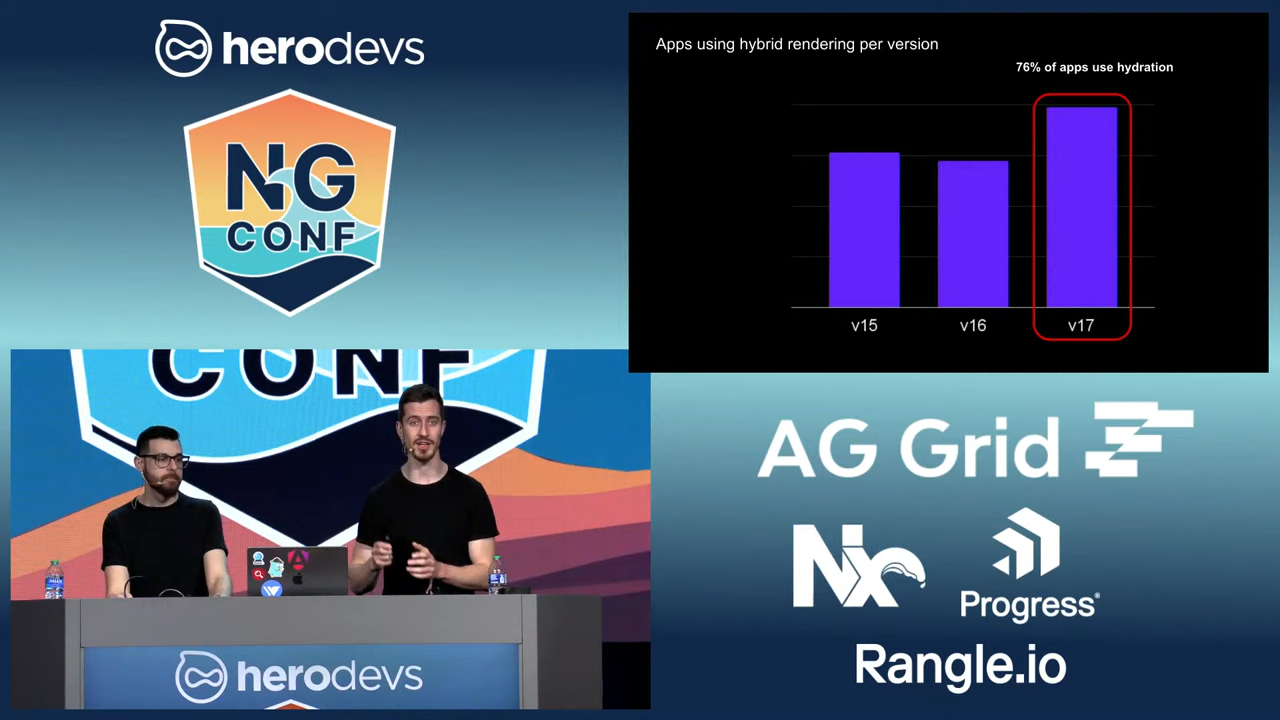 herodevs
NG
CONF
Apps using hybrid rendering per version
76% of apps use hydration
v15
v16
v17
CONF
herodevs
AG Grid
Nx
Progress®
Rangle.io